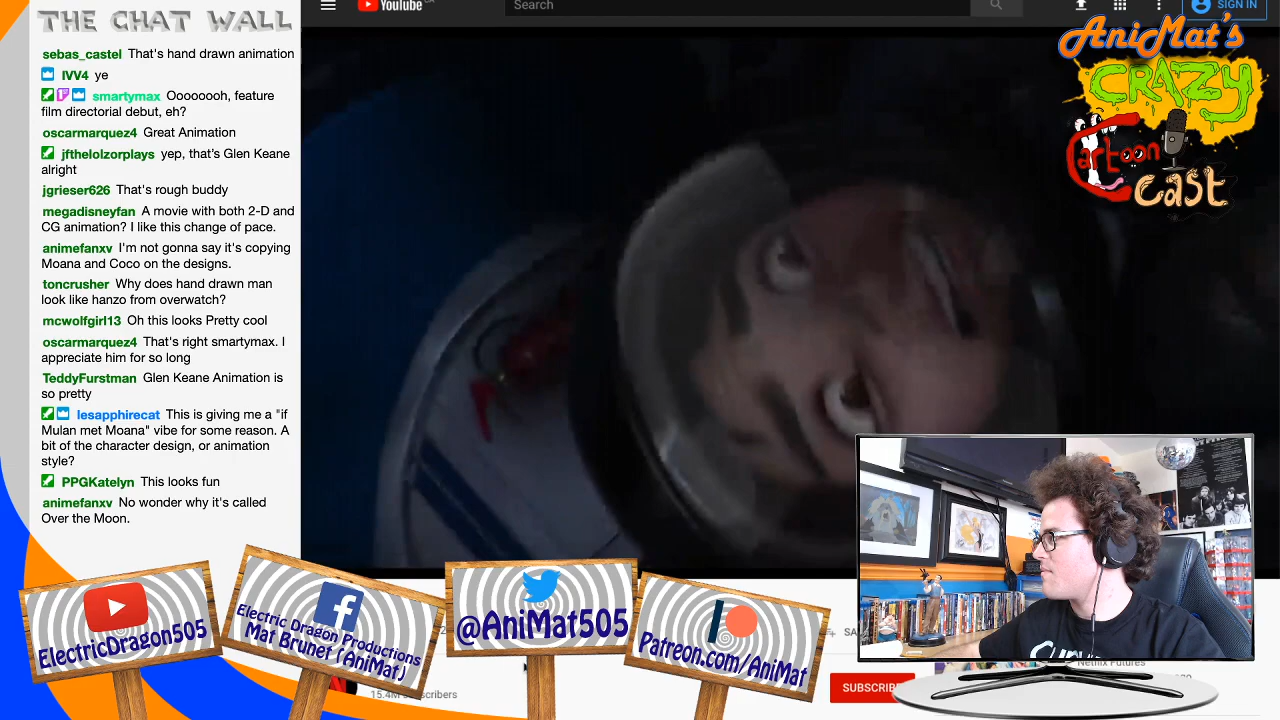 THE CHAT WALL
YouTube CA
Search
SIGN IN
AniMat's
CRAZY
Cartoon
Cast
sebas_castel That's hand drawn animation
IVV4 ye
smartymax Oooooooh, feature
film directorial debut, eh?
oscarmarquez4 Great Animation
jfthelolzorplays yep, that's Glen Keane
alright
jgrieser626 That's rough buddy
megadisneyfan A movie with both 2-D and
CG animation? I like this change of pace.
animefanxv I'm not gonna say it's copying
Moana and Coco on the designs.
toncrusher Why does hand drawn man
look like hanzo from overwatch?
mcwolfgirl13 Oh this looks Pretty cool
oscarmarquez4 That's right smartymax. I
appreciate him for so long
TeddyFurstman Glen Keane Animation is
so pretty
lesapphirecat This is giving me a "if
Mulan met Moana" vibe for some reason. A
bit of the character design, or animation
style?
PPGKatelyn This looks fun
animefanxv No wonder why it's called
Over the Moon.
ElectricDragon505
Electric Dragon Productions
Mat Brunet (AniMat)
@AniMat505
Patreon.com/AniMat
15.4M subscribers
SUBSCRIBE
Netflix Futures